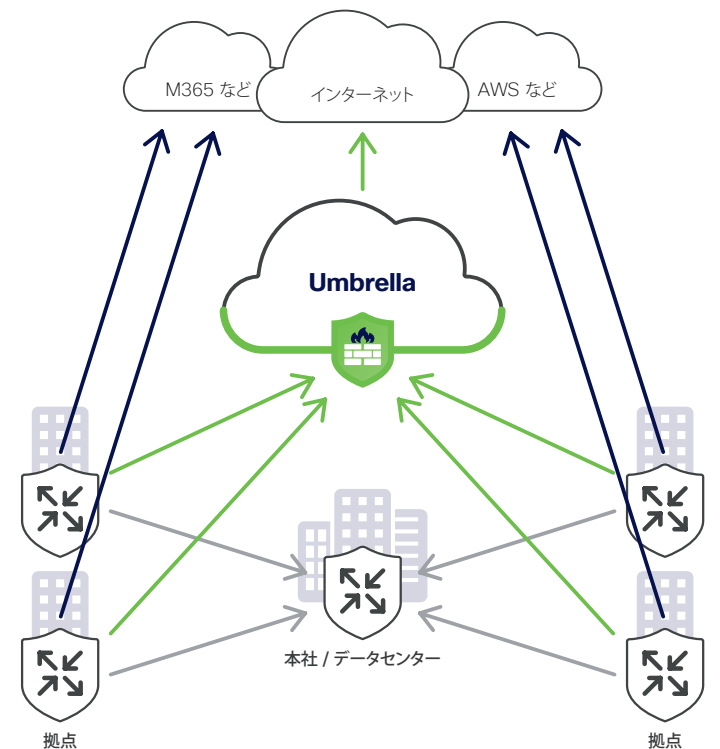 M365 など
インターネット
AWS など
Umbrella
本社 / データセンター
拠点
拠点